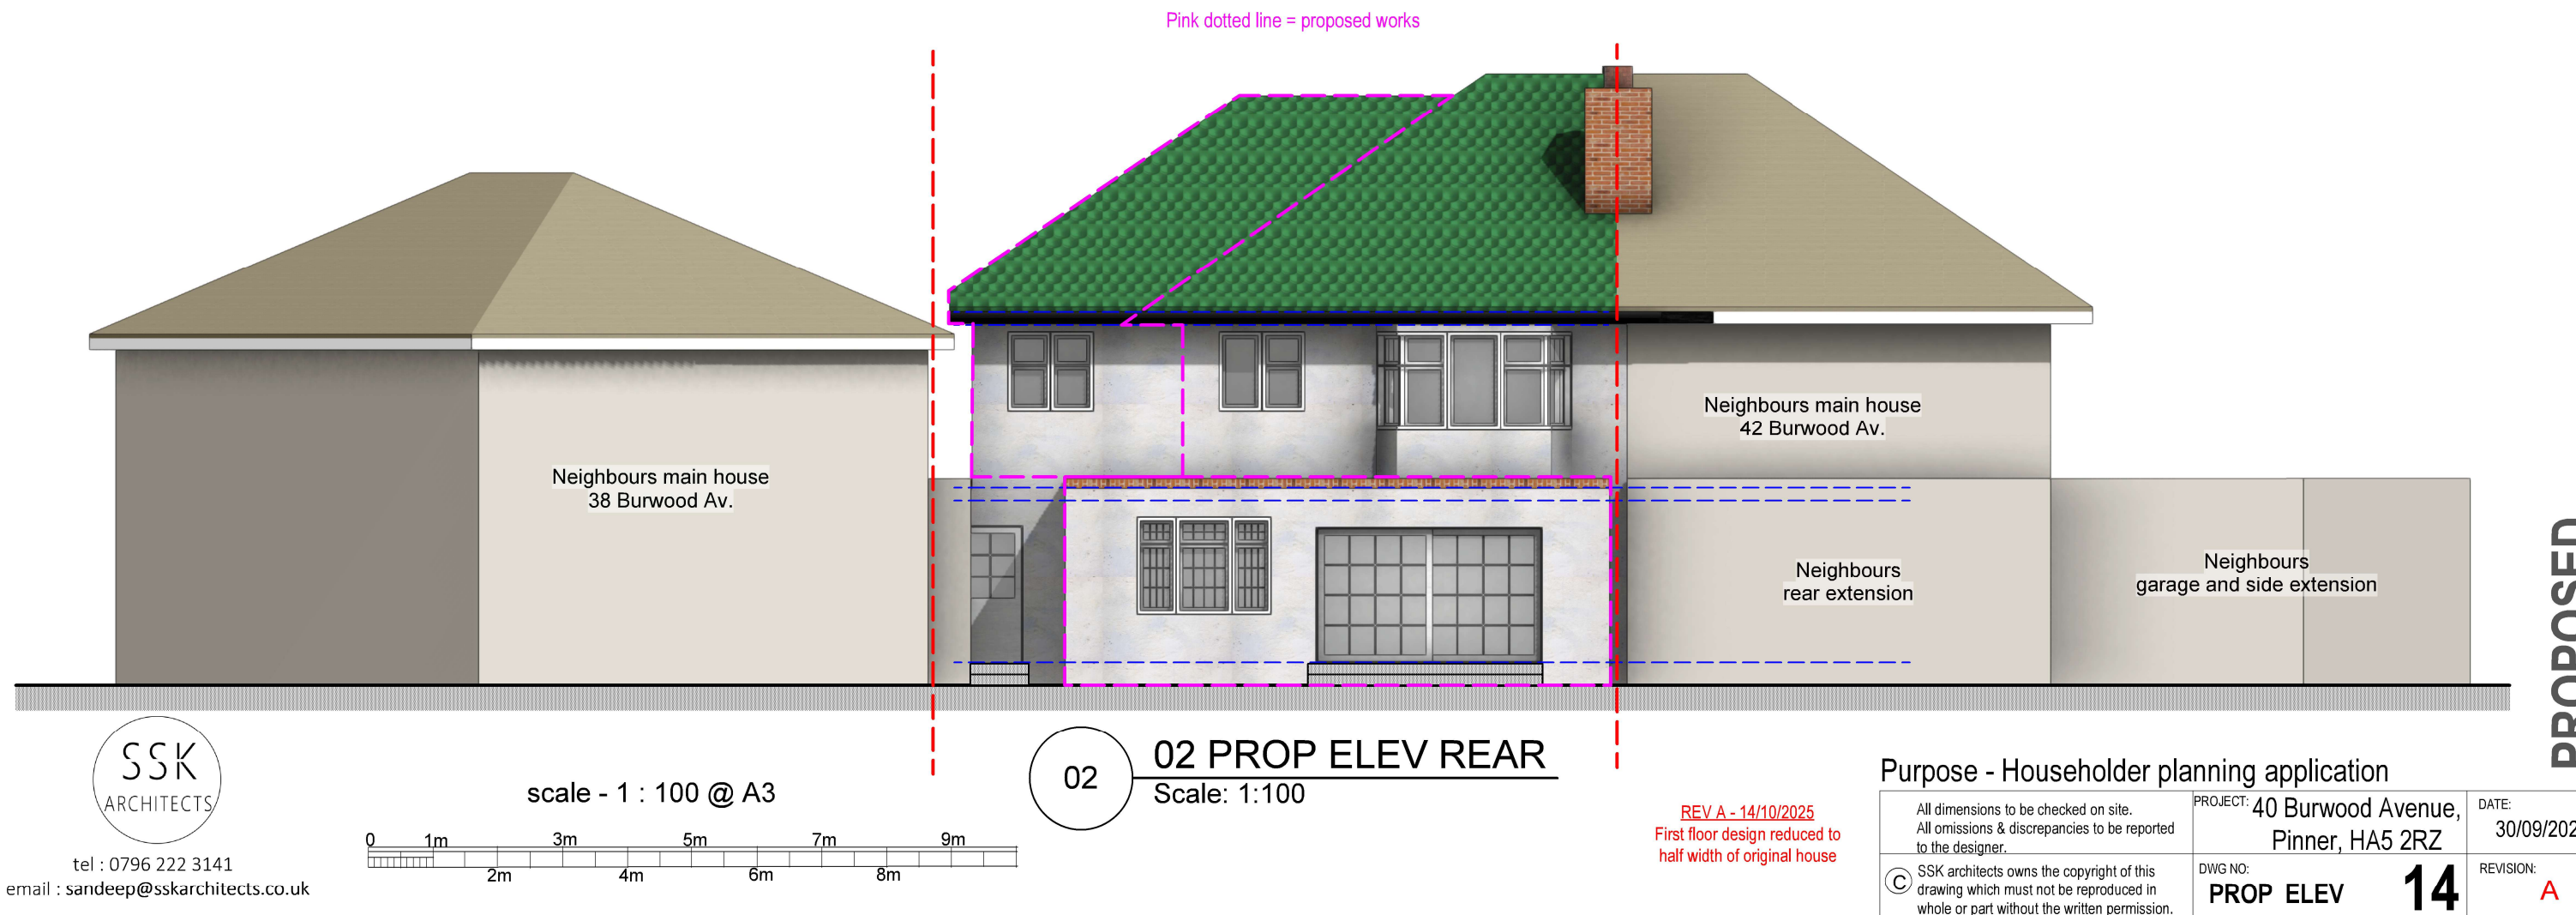 Pink dotted line = proposed works
Neighbours main house
38 Burwood Av.
Neighbours main house
42 Burwood Av.
Neighbours
rear extension
Neighbours
garage and side extension
PROPOSED
SSK
ARCHITECTS
tel : 0796 222 3141
email : sandeep@sskarchitects.co.uk
scale - 1 : 100 @ A3
0 1m 3m 5m 7m 9m
2m 4m 6m 8m
02
02 PROP ELEV REAR
Scale: 1:100
REV A - 14/10/2025
First floor design reduced to
half width of original house
Purpose - Householder planning application
All dimensions to be checked on site.
All omissions & discrepancies to be reported
to the designer.
© SSK architects owns the copyright of this
drawing which must not be reproduced in
whole or part without the written permission.
PROJECT: 40 Burwood Avenue,
Pinner, HA5 2RZ
DATE:
30/09/202
DWG NO:
PROP ELEV 14
REVISION:
A